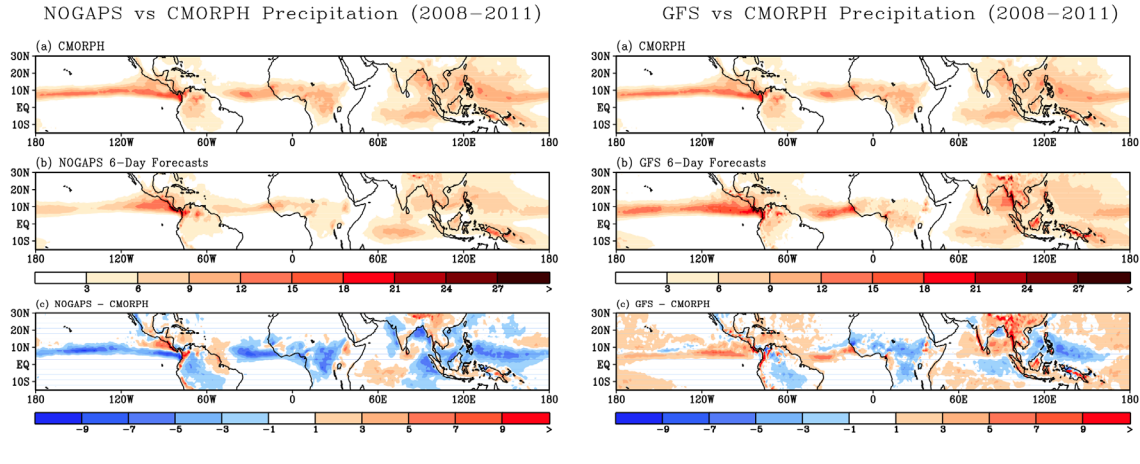 NOGAPS vs CMORPH Precipitation (2008-2011)
(a) CMORPH
30N
20N
10N
EQ
10S
180 120W 60W 0 60E 120E 180
(b) NOGAPS 6-Day Forecasts
30N
20N
10N
EQ
10S
180 120W 60W 0 60E 120E 180
3 6 9 12 15 18 21 24 27 >
(c) NOGAPS - CMORPH
30N
20N
10N
EQ
10S
180 120W 60W 0 60E 120E 180
-9 -7 -5 -3 -1 1 3 5 7 9 >
GFS vs CMORPH Precipitation (2008-2011)
(a) CMORPH
30N
20N
10N
EQ
10S
180 120W 60W 0 60E 120E 180
(b) GFS 6-Day Forecasts
30N
20N
10N
EQ
10S
180 120W 60W 0 60E 120E 180
3 6 9 12 15 18 21 24 27 >
(c) GFS - CMORPH
30N
20N
10N
EQ
10S
180 120W 60W 0 60E 120E 180
-9 -7 -5 -3 -1 1 3 5 7 9 >